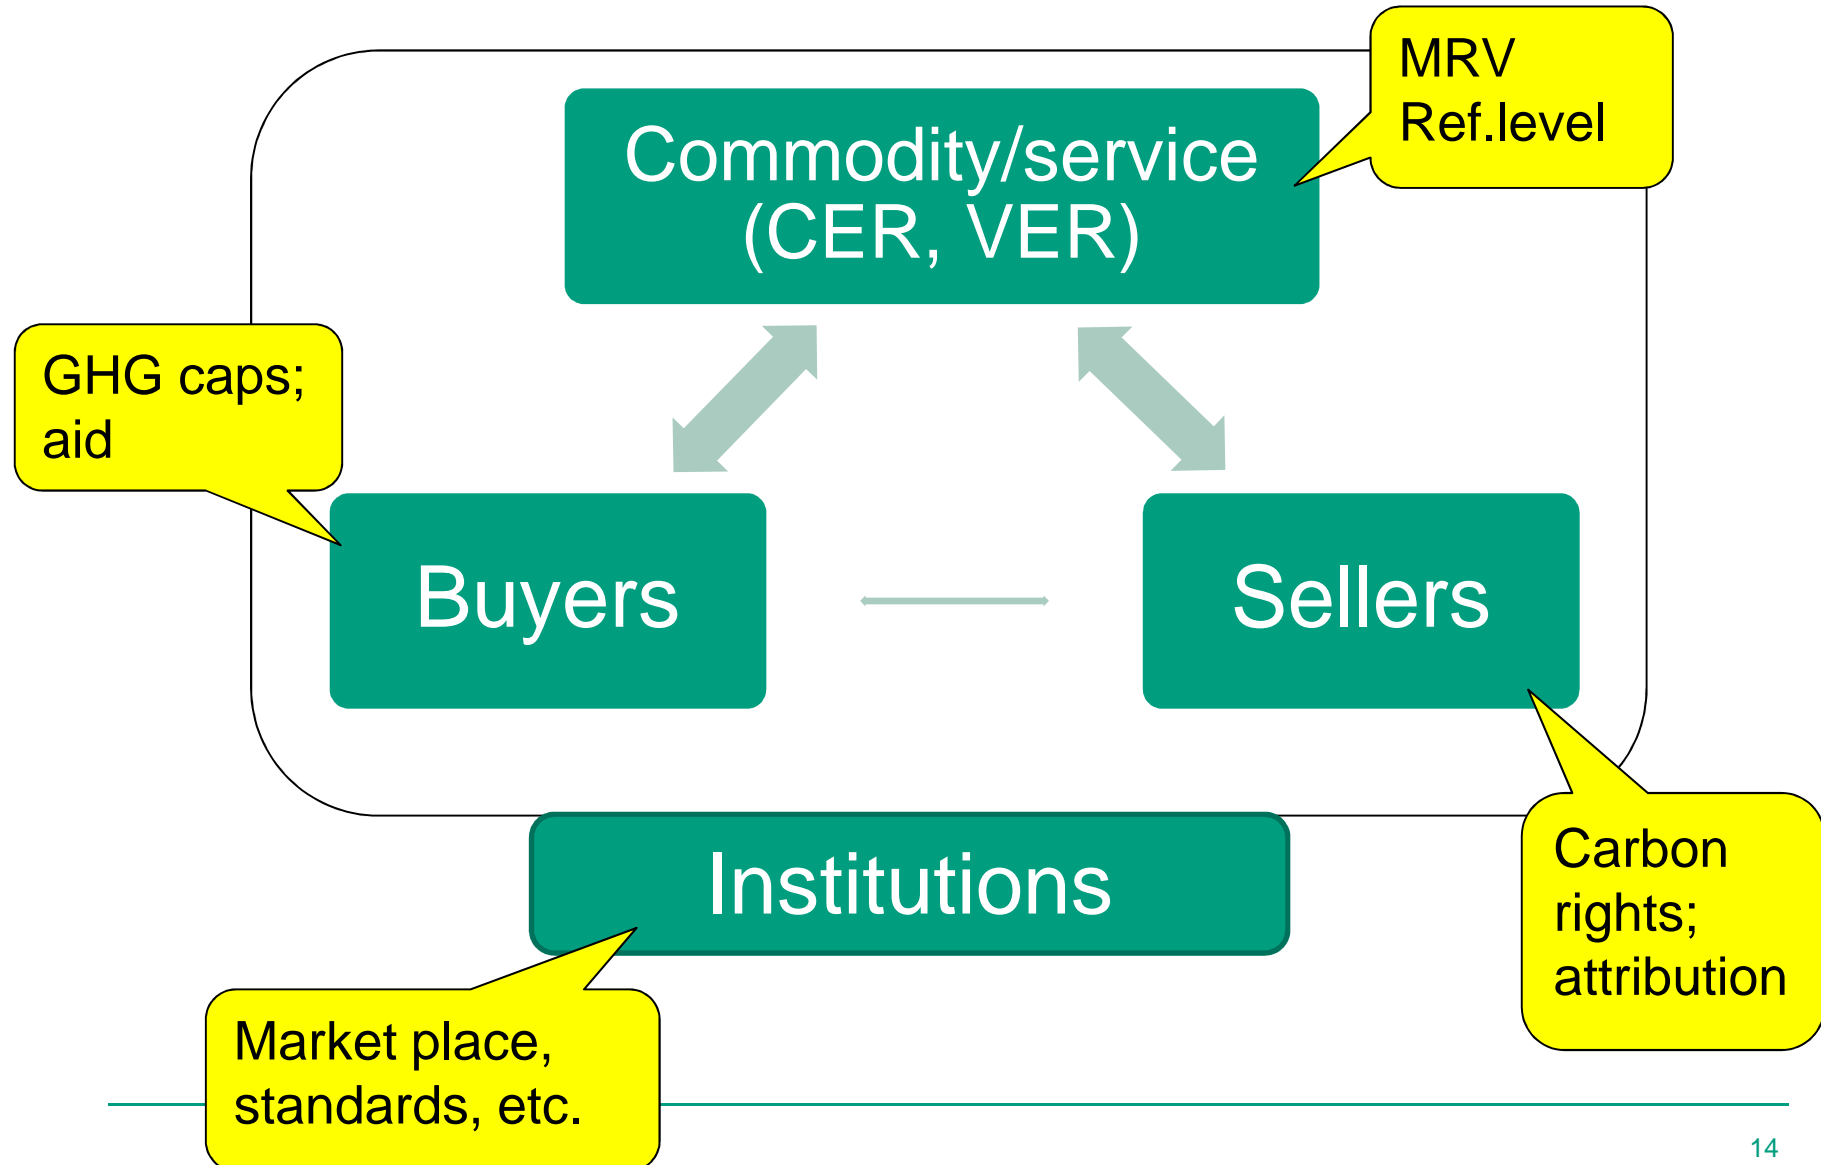 MRV
Ref.level
Commodity/service
(CER, VER)
GHG caps;
aid
Buyers
Sellers
Institutions
Carbon
rights;
attribution
Market place,
standards, etc.
14